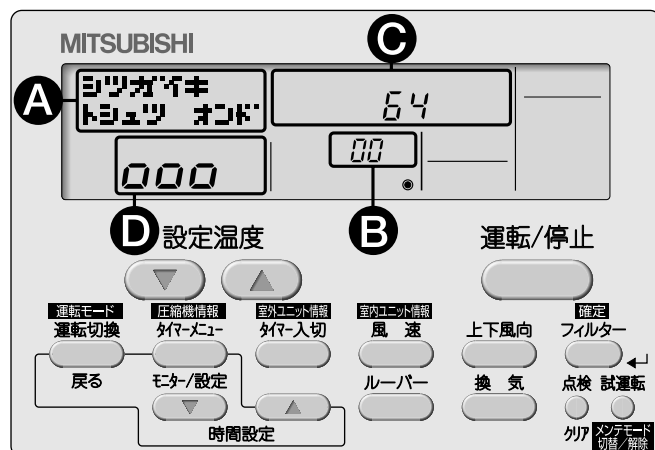 MITSUBISHI
C
A
シツガイキ
トシュツ オンド
64
000
00
D
B
設定温度
運転/停止
運転モード
圧縮機情報
室外ユニット情報
室内ユニット情報
確定
運転切換
タイマーメニュー
タイマー入切
風 速
上下風向
フィルター
戻る
モニター/設定
ルーバー
換 気
点検
試運転
時間設定
クリア
メンテモード
切替/解除